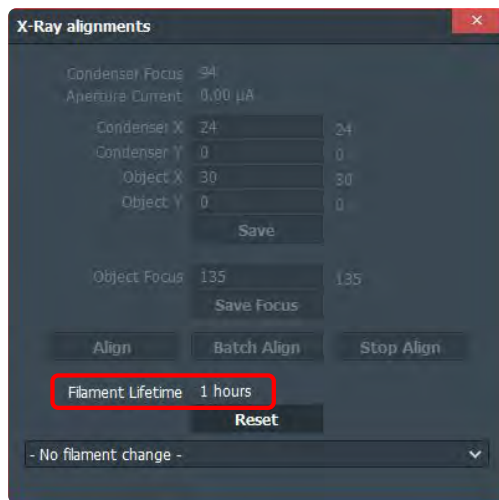 X-Ray alignments ×
Condenser Focus 94
Aperture Current 0.00 µA
Condenser X 24 24
Condenser Y 0 0
Object X 30 30
Object Y 0 0
Save
Object Focus 135 135
Save Focus
Align Batch Align Stop Align
Filament Lifetime 1 hours
Reset
- No filament change -